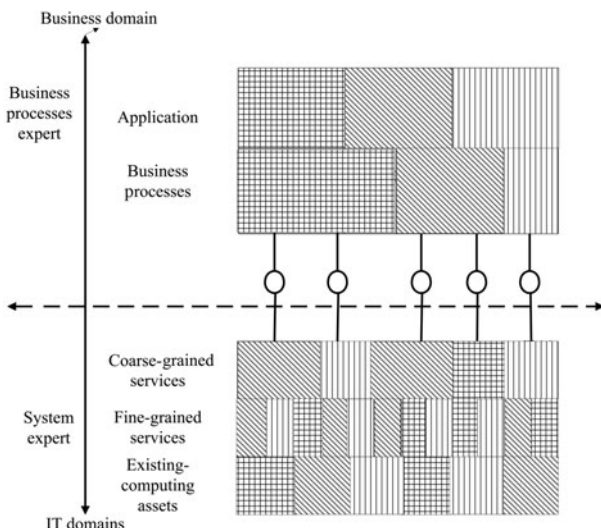 Business domain
Business
processes
expert
Application
Business
processes
Coarse-grained
services
System
expert
Fine-grained
services
Existing-
computing
assets
IT domains